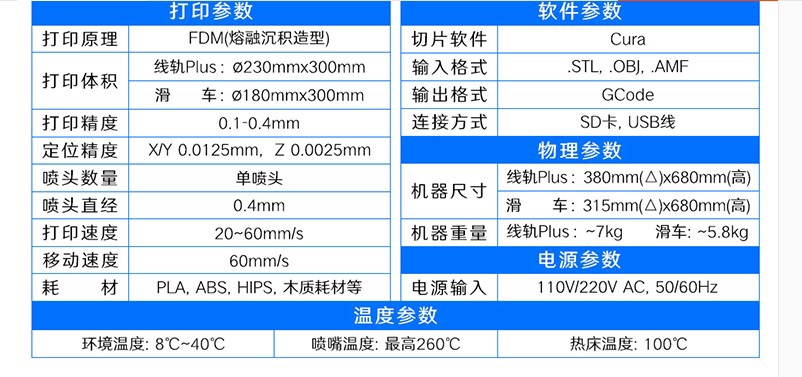 打印参数
打印原理 FDM(熔融沉积造型)
打印体积 线轨Plus : Ø230mmx300mm
滑 车: Ø180mmx300mm
打印精度 0.1-0.4mm
定位精度 X/Y 0.0125mm, Z 0.0025mm
喷头数量 单喷头
喷头直径 0.4mm
打印速度 20~60mm/s
移动速度 60mm/s
耗 材 PLA, ABS, HIPS, 木质耗材等
软件参数
切片软件 Cura
输入格式 .STL, .OBJ, .AMF
输出格式 GCode
连接方式 SD卡, USB线
物理参数
机器尺寸 线轨Plus : 380mm(△)x680mm(高)
滑 车: 315mm(△)x680mm(高)
机器重量 线轨Plus : ~7kg 滑车: ~5.8kg
电源参数
电源输入 110V/220V AC, 50/60Hz
温度参数
环境温度: 8℃~40℃ 喷嘴温度: 最高260℃ 热床温度: 100℃